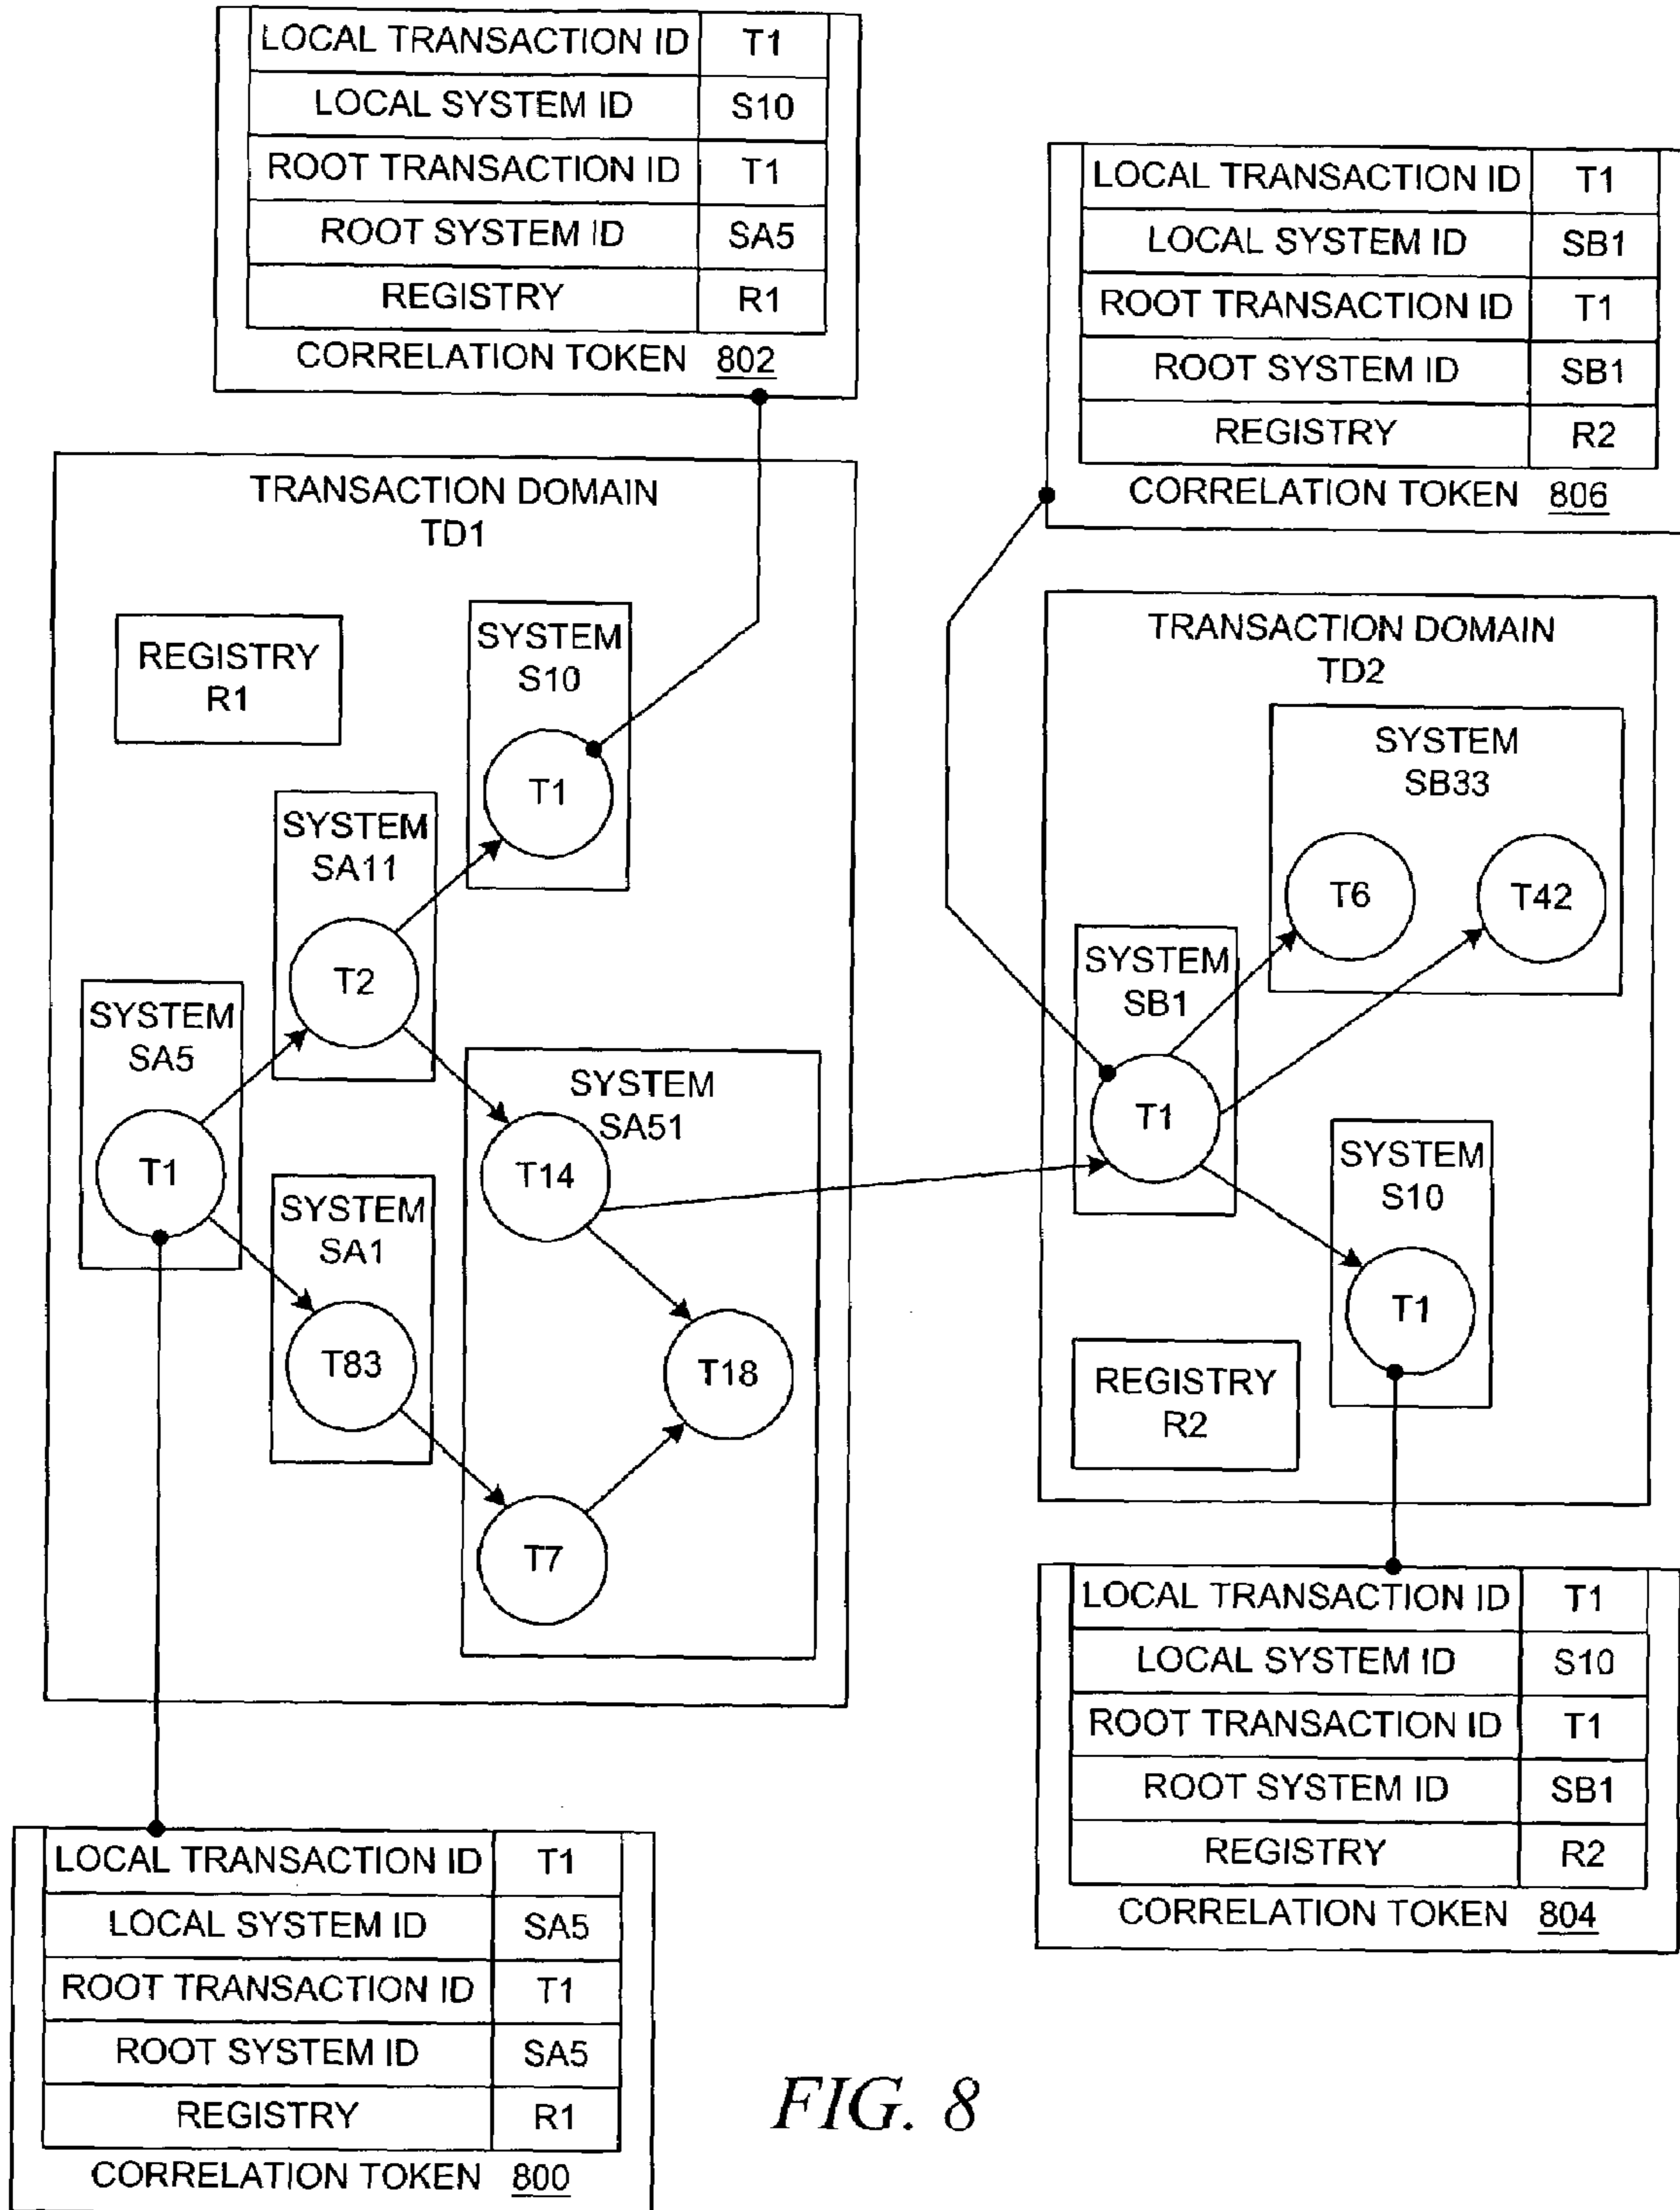 LOCAL TRANSACTION ID T1
LOCAL SYSTEM ID S10
ROOT TRANSACTION ID T1
ROOT SYSTEM ID SA5
REGISTRY R1
CORRELATION TOKEN 802
LOCAL TRANSACTION ID T1
LOCAL SYSTEM ID SB1
ROOT TRANSACTION ID T1
ROOT SYSTEM ID SB1
REGISTRY R2
CORRELATION TOKEN 806
TRANSACTION DOMAIN
TD1
REGISTRY
R1
SYSTEM
S10
T1
SYSTEM
SA11
T2
SYSTEM
SA5
T1
SYSTEM
SA1
T83
SYSTEM
SA51
T14
T18
T7
TRANSACTION DOMAIN
TD2
SYSTEM
SB33
T6
T42
SYSTEM
SB1
T1
SYSTEM
S10
T1
REGISTRY
R2
LOCAL TRANSACTION ID T1
LOCAL SYSTEM ID S10
ROOT TRANSACTION ID T1
ROOT SYSTEM ID SB1
REGISTRY R2
CORRELATION TOKEN 804
LOCAL TRANSACTION ID T1
LOCAL SYSTEM ID SA5
ROOT TRANSACTION ID T1
ROOT SYSTEM ID SA5
REGISTRY R1
CORRELATION TOKEN 800
FIG. 8